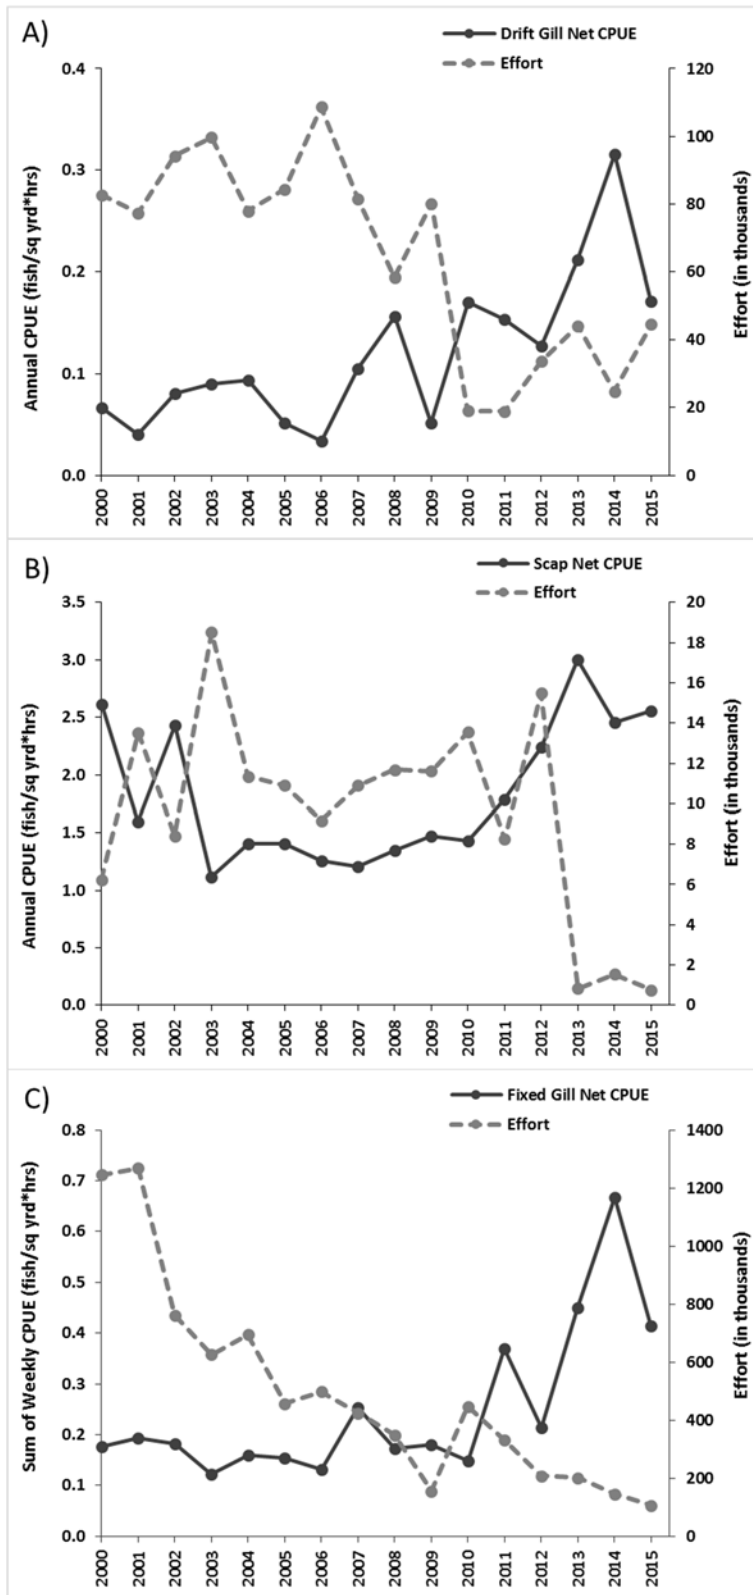 A)
Drift Gill Net CPUE
Effort
0.4
0.3
0.2
0.1
0.0
Annual CPUE (fish/sq yrd*hrs)
120
100
80
60
40
20
0
Effort (in thousands)
2000 2001 2002 2003 2004 2005 2006 2007 2008 2009 2010 2011 2012 2013 2014 2015
B)
Scap Net CPUE
Effort
3.5
3.0
2.5
2.0
1.5
1.0
0.5
0.0
Annual CPUE (fish/sq yrd*hrs)
20
18
16
14
12
10
8
6
4
2
0
Effort (in thousands)
2000 2001 2002 2003 2004 2005 2006 2007 2008 2009 2010 2011 2012 2013 2014 2015
C)
Fixed Gill Net CPUE
Effort
0.8
0.7
0.6
0.5
0.4
0.3
0.2
0.1
0.0
Sum of Weekly CPUE (fish/sq yrd*hrs)
1400
1200
1000
800
600
400
200
0
Effort (in thousands)
2000 2001 2002 2003 2004 2005 2006 2007 2008 2009 2010 2011 2012 2013 2014 2015